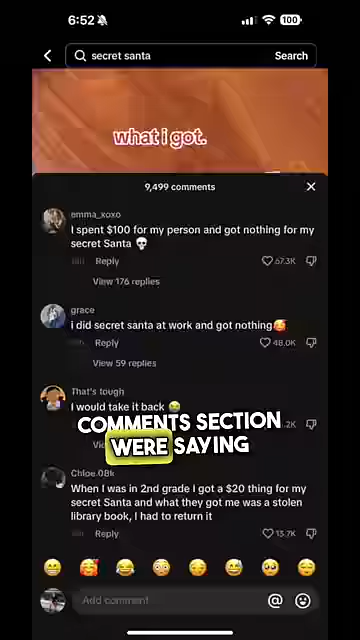 6:52
100
secret santa
Search
what i got.
9,499 comments
emma_xoxo
I spent $100 for my person and got nothing for my
secret Santa 💀
Reply
67.3K
View 176 replies
grace
i did secret santa at work and got nothing🥰
Reply
48.0K
View 59 replies
That's tough
I would take it back 😭
COMMENTS SECTION
WERE SAYING
Chloe.08k
When I was in 2nd grade I got a $20 thing for my
secret Santa and what they got me was a stolen
library book, I had to return it
Reply
13.7K
Add comment